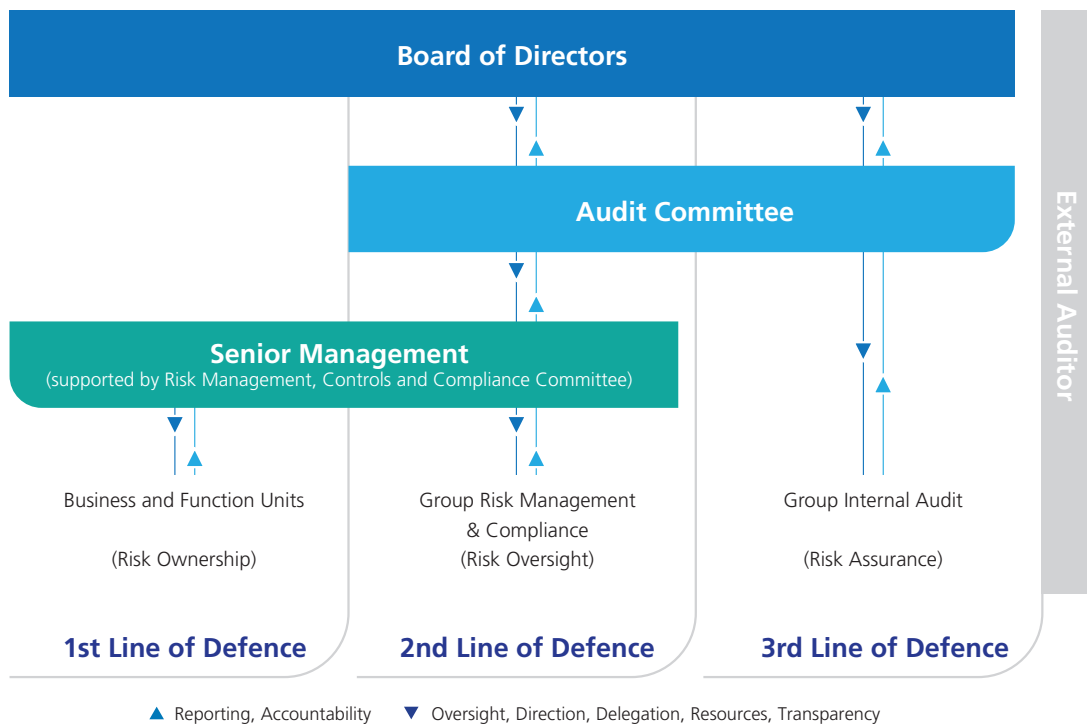 Board of Directors
Audit Committee
External Auditor
Senior Management
(supported by Risk Management, Controls and Compliance Committee)
Business and Function Units
(Risk Ownership)
Group Risk Management
& Compliance
(Risk Oversight)
Group Internal Audit
(Risk Assurance)
1st Line of Defence
2nd Line of Defence
3rd Line of Defence
Reporting, Accountability
Oversight, Direction, Delegation, Resources, Transparency